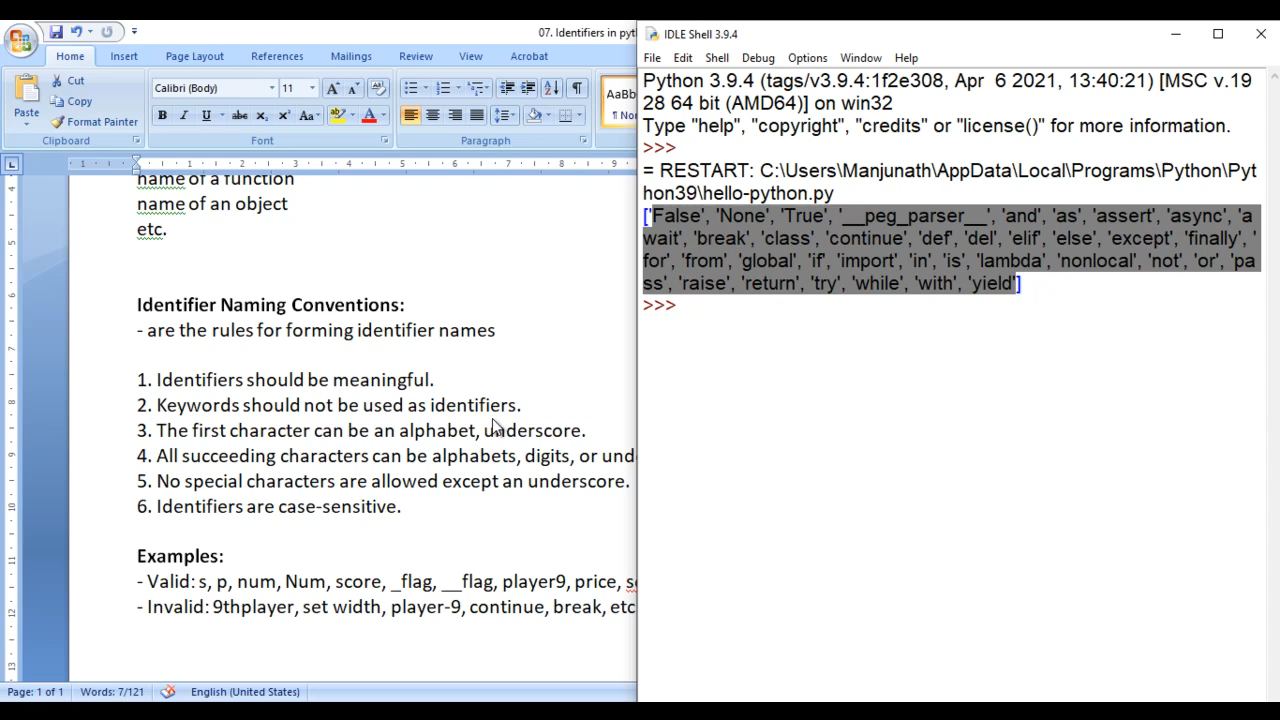 07. Identifiers in pyth
Home Insert Page Layout References Mailings Review View Acrobat
Paste
Cut
Copy
Format Painter
Clipboard
Calibri (Body) 11
Font
Paragraph
AaBb
¶ Nor
name of a function
name of an object
etc.
Identifier Naming Conventions:
- are the rules for forming identifier names
1. Identifiers should be meaningful.
2. Keywords should not be used as identifiers.
3. The first character can be an alphabet, underscore.
4. All succeeding characters can be alphabets, digits, or und
5. No special characters are allowed except an underscore.
6. Identifiers are case-sensitive.
Examples:
- Valid: s, p, num, Num, score, _flag, __flag, player9, price, sc
- Invalid: 9thplayer, set width, player-9, continue, break, etc
Page: 1 of 1 Words: 7/121 English (United States)
IDLE Shell 3.9.4
File Edit Shell Debug Options Window Help
Python 3.9.4 (tags/v3.9.4:1f2e308, Apr  6 2021, 13:40:21) [MSC v.19
28 64 bit (AMD64)] on win32
Type "help", "copyright", "credits" or "license()" for more information.
>>>
= RESTART: C:\Users\Manjunath\AppData\Local\Programs\Python\Pyt
hon39\hello-python.py
['False', 'None', 'True', '__peg_parser__', 'and', 'as', 'assert', 'async', 'a
wait', 'break', 'class', 'continue', 'def', 'del', 'elif', 'else', 'except', 'finally', '
for', 'from', 'global', 'if', 'import', 'in', 'is', 'lambda', 'nonlocal', 'not', 'or', 'pa
ss', 'raise', 'return', 'try', 'while', 'with', 'yield']
>>>